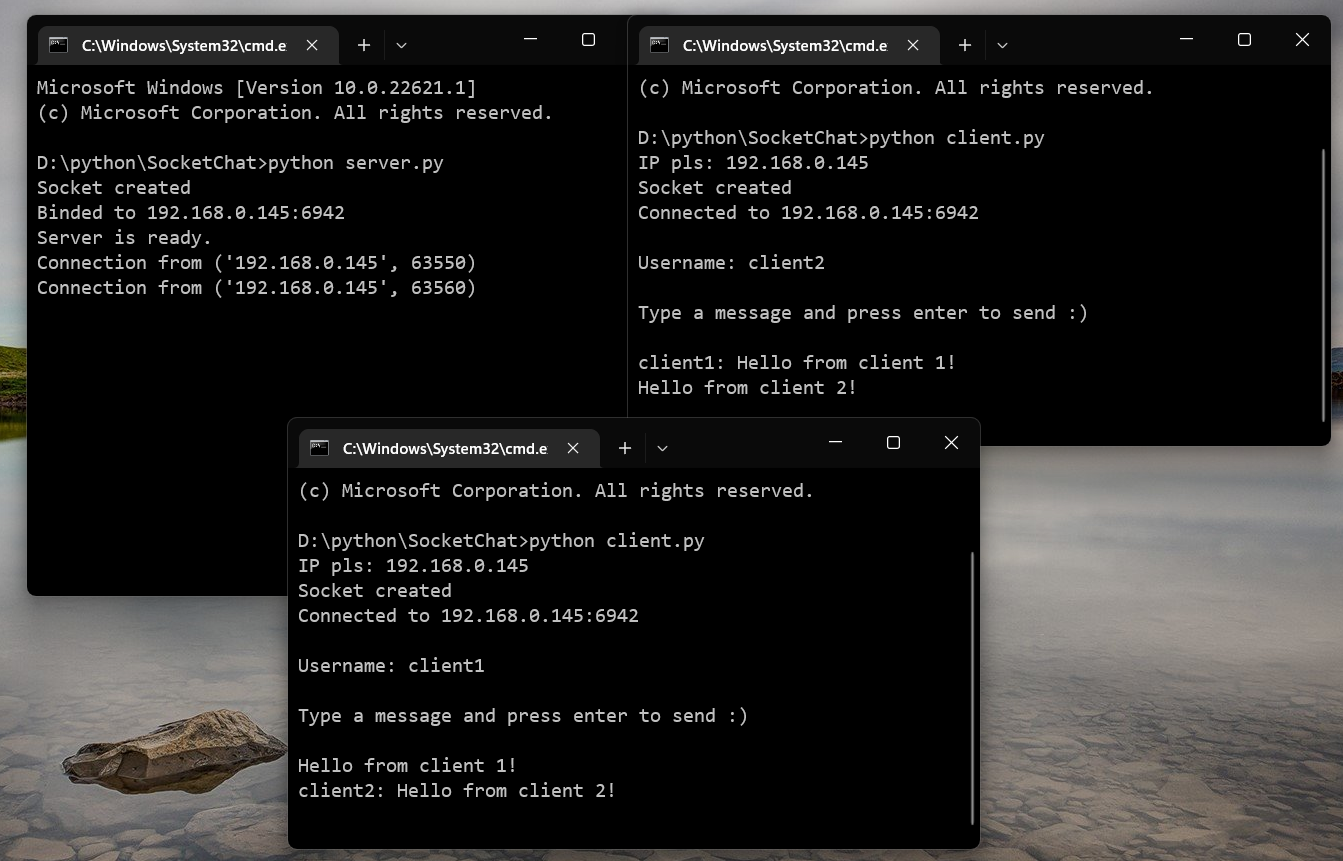 C:\Windows\System32\cmd.e
Microsoft Windows [Version 10.0.22621.1]
(c) Microsoft Corporation. All rights reserved.
D:\python\SocketChat>python server.py
Socket created
Binded to 192.168.0.145:6942
Server is ready.
Connection from ('192.168.0.145', 63550)
Connection from ('192.168.0.145', 63560)
C:\Windows\System32\cmd.e
(c) Microsoft Corporation. All rights reserved.
D:\python\SocketChat>python client.py
IP pls: 192.168.0.145
Socket created
Connected to 192.168.0.145:6942
Username: client2
Type a message and press enter to send :)
client1: Hello from client 1!
Hello from client 2!
C:\Windows\System32\cmd.e
(c) Microsoft Corporation. All rights reserved.
D:\python\SocketChat>python client.py
IP pls: 192.168.0.145
Socket created
Connected to 192.168.0.145:6942
Username: client1
Type a message and press enter to send :)
Hello from client 1!
client2: Hello from client 2!